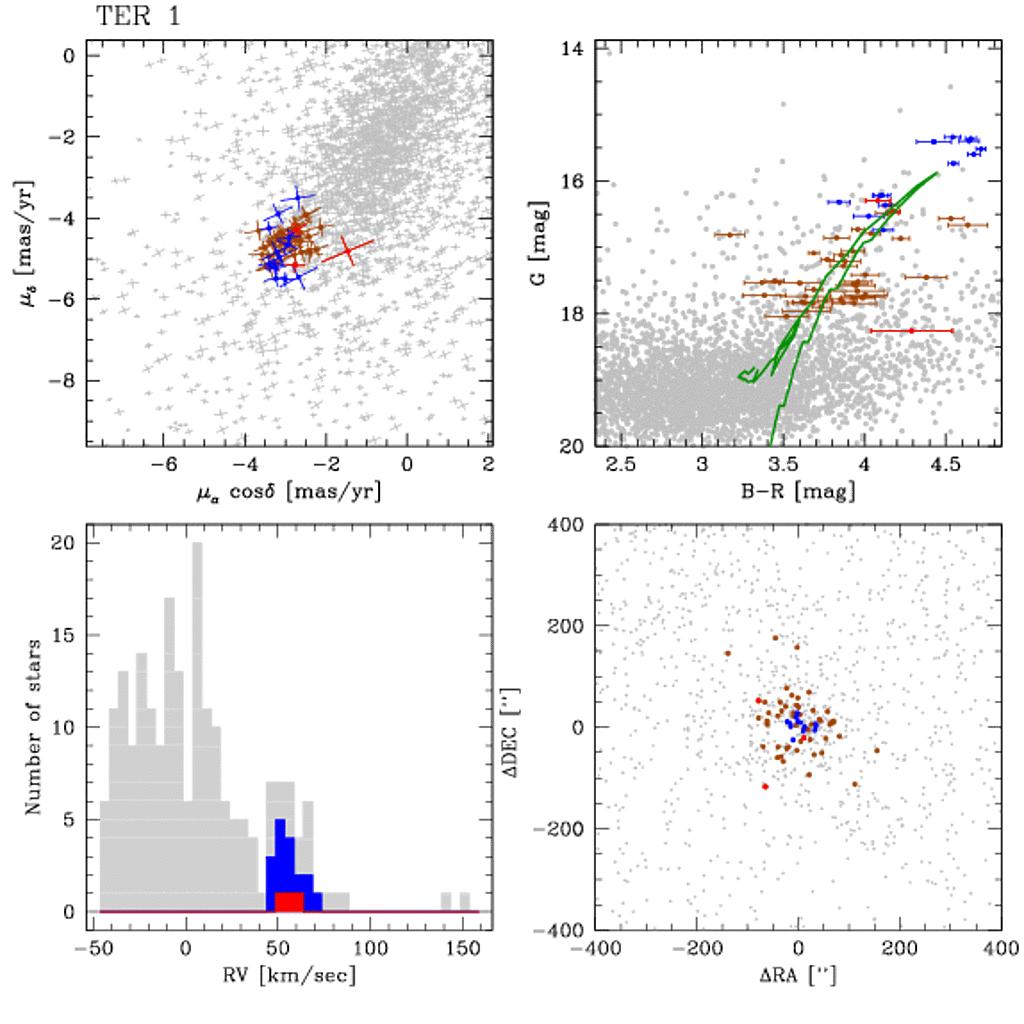 TER 1
0
−2
−4
−6
−8
μδ [mas/yr]
−6 −4 −2 0 2
μα cosδ [mas/yr]
14
16
18
20
G [mag]
2.5 3 3.5 4 4.5
B−R [mag]
20
15
10
5
0
Number of stars
−50 0 50 100 150
RV [km/sec]
400
200
0
−200
−400
ΔDEC [″]
−400 −200 0 200 400
ΔRA [″]